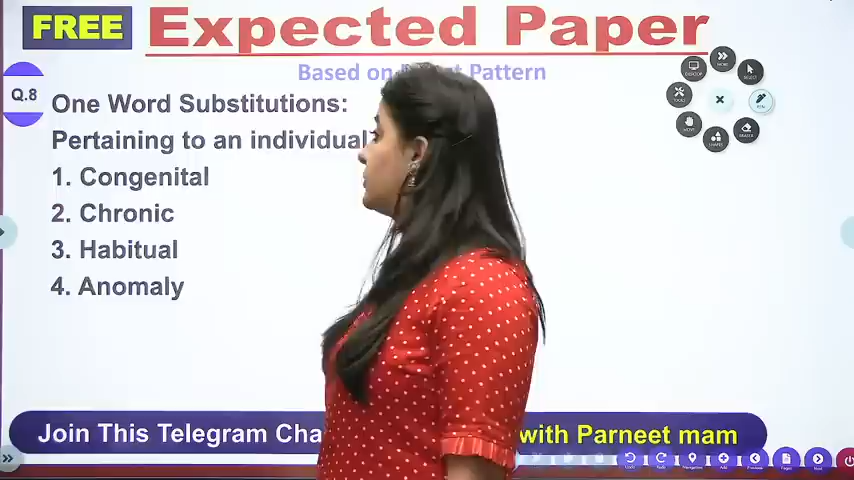 FREE
Expected Paper
Based on Pattern
Q.8
One Word Substitutions:
Pertaining to an individual
1. Congenital
2. Chronic
3. Habitual
4. Anomaly
Join This Telegram
with Parneet mam